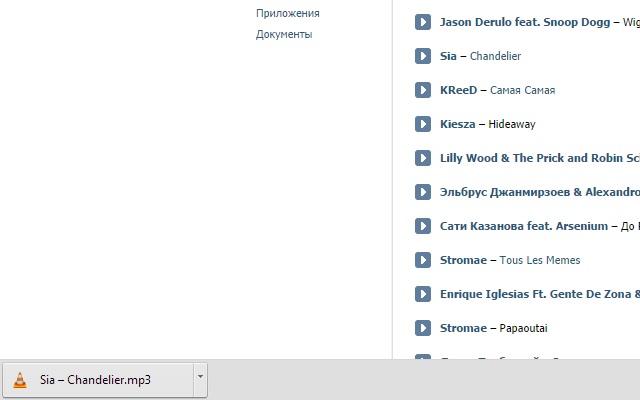 Приложения
Документы
Jason Derulo feat. Snoop Dogg – Wig
Sia – Chandelier
KReeD – Самая Самая
Kiesza – Hideaway
Lilly Wood & The Prick and Robin Sc
Эльбрус Джанмирзоев & Alexandro
Сати Казанова feat. Arsenium – До
Stromae – Tous Les Memes
Enrique Iglesias Ft. Gente De Zona &
Stromae – Papaoutai
Sia – Chandelier.mp3